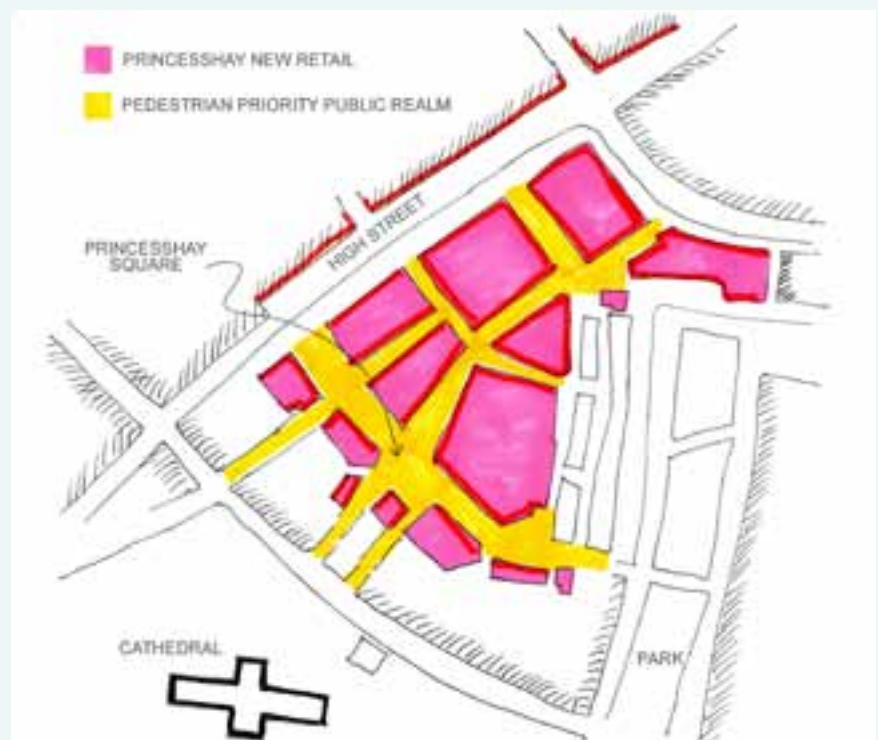 PRINCESSHAY NEW RETAIL
PEDESTRIAN PRIORITY PUBLIC REALM
HIGH STREET
PRINCESSHAY
SQUARE
CATHEDRAL
PARK